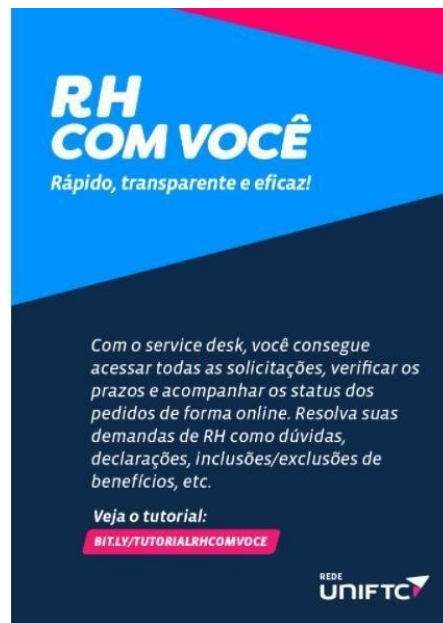 RH
COM VOCÊ
Rápido, transparente e eficaz!
Com o service desk, você consegue
acessar todas as solicitações, verificar os
prazos e acompanhar os status dos
pedidos de forma online. Resolva suas
demandas de RH como dúvidas,
declarações, inclusões/exclusões de
benefícios, etc.
Veja o tutorial:
BIT.LY/TUTORIALRHCOMVOCE
REDE
UNIFTC